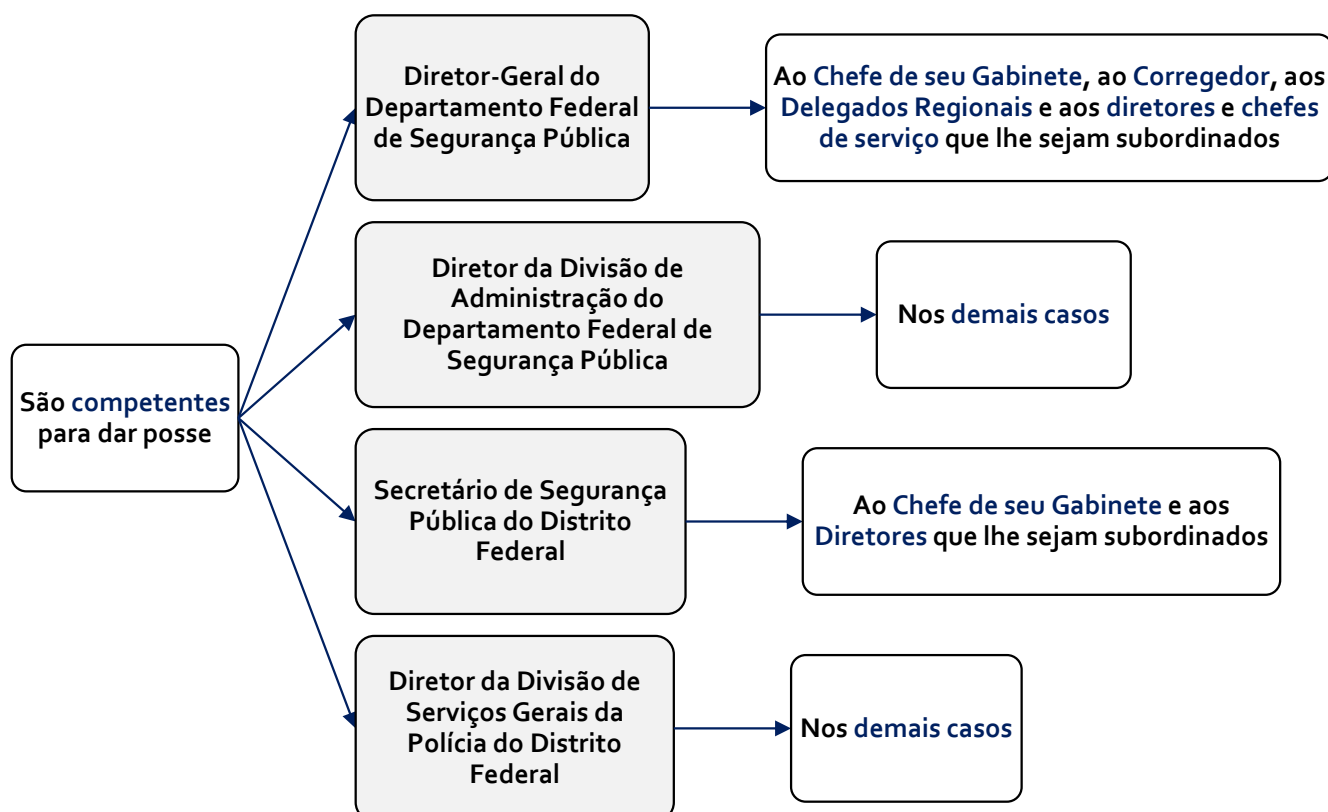 São competentes
para dar posse
Diretor-Geral do
Departamento Federal
de Segurança Pública
Ao Chefe de seu Gabinete, ao Corregedor, aos
Delegados Regionais e aos diretores e chefes
de serviço que lhe sejam subordinados
Diretor da Divisão de
Administração do
Departamento Federal de
Segurança Pública
Nos demais casos
Secretário de Segurança
Pública do Distrito
Federal
Ao Chefe de seu Gabinete e aos
Diretores que lhe sejam subordinados
Diretor da Divisão de
Serviços Gerais da
Polícia do Distrito
Federal
Nos demais casos